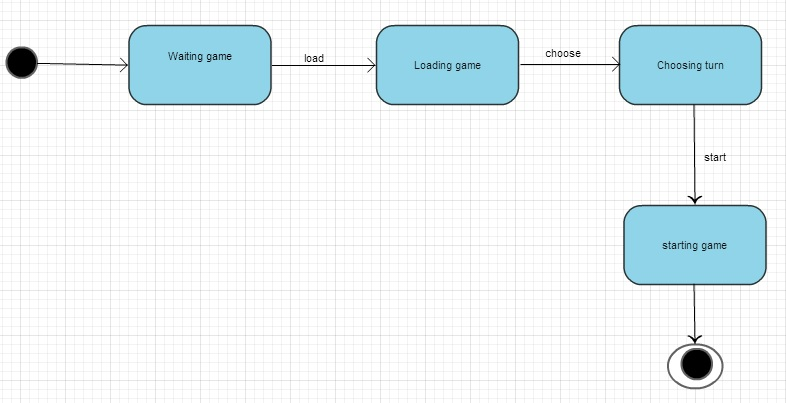 Waiting game
load
Loading game
choose
Choosing turn
start
starting game